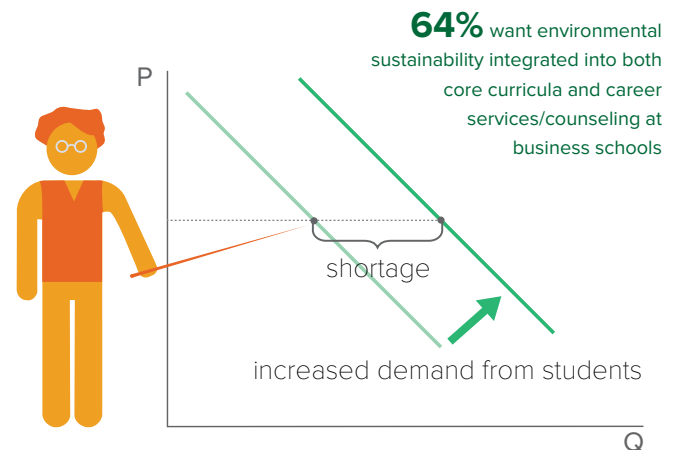 64% want environmental
sustainability integrated into both
core curricula and career
services/counseling at
business schools
P
shortage
increased demand from students
Q